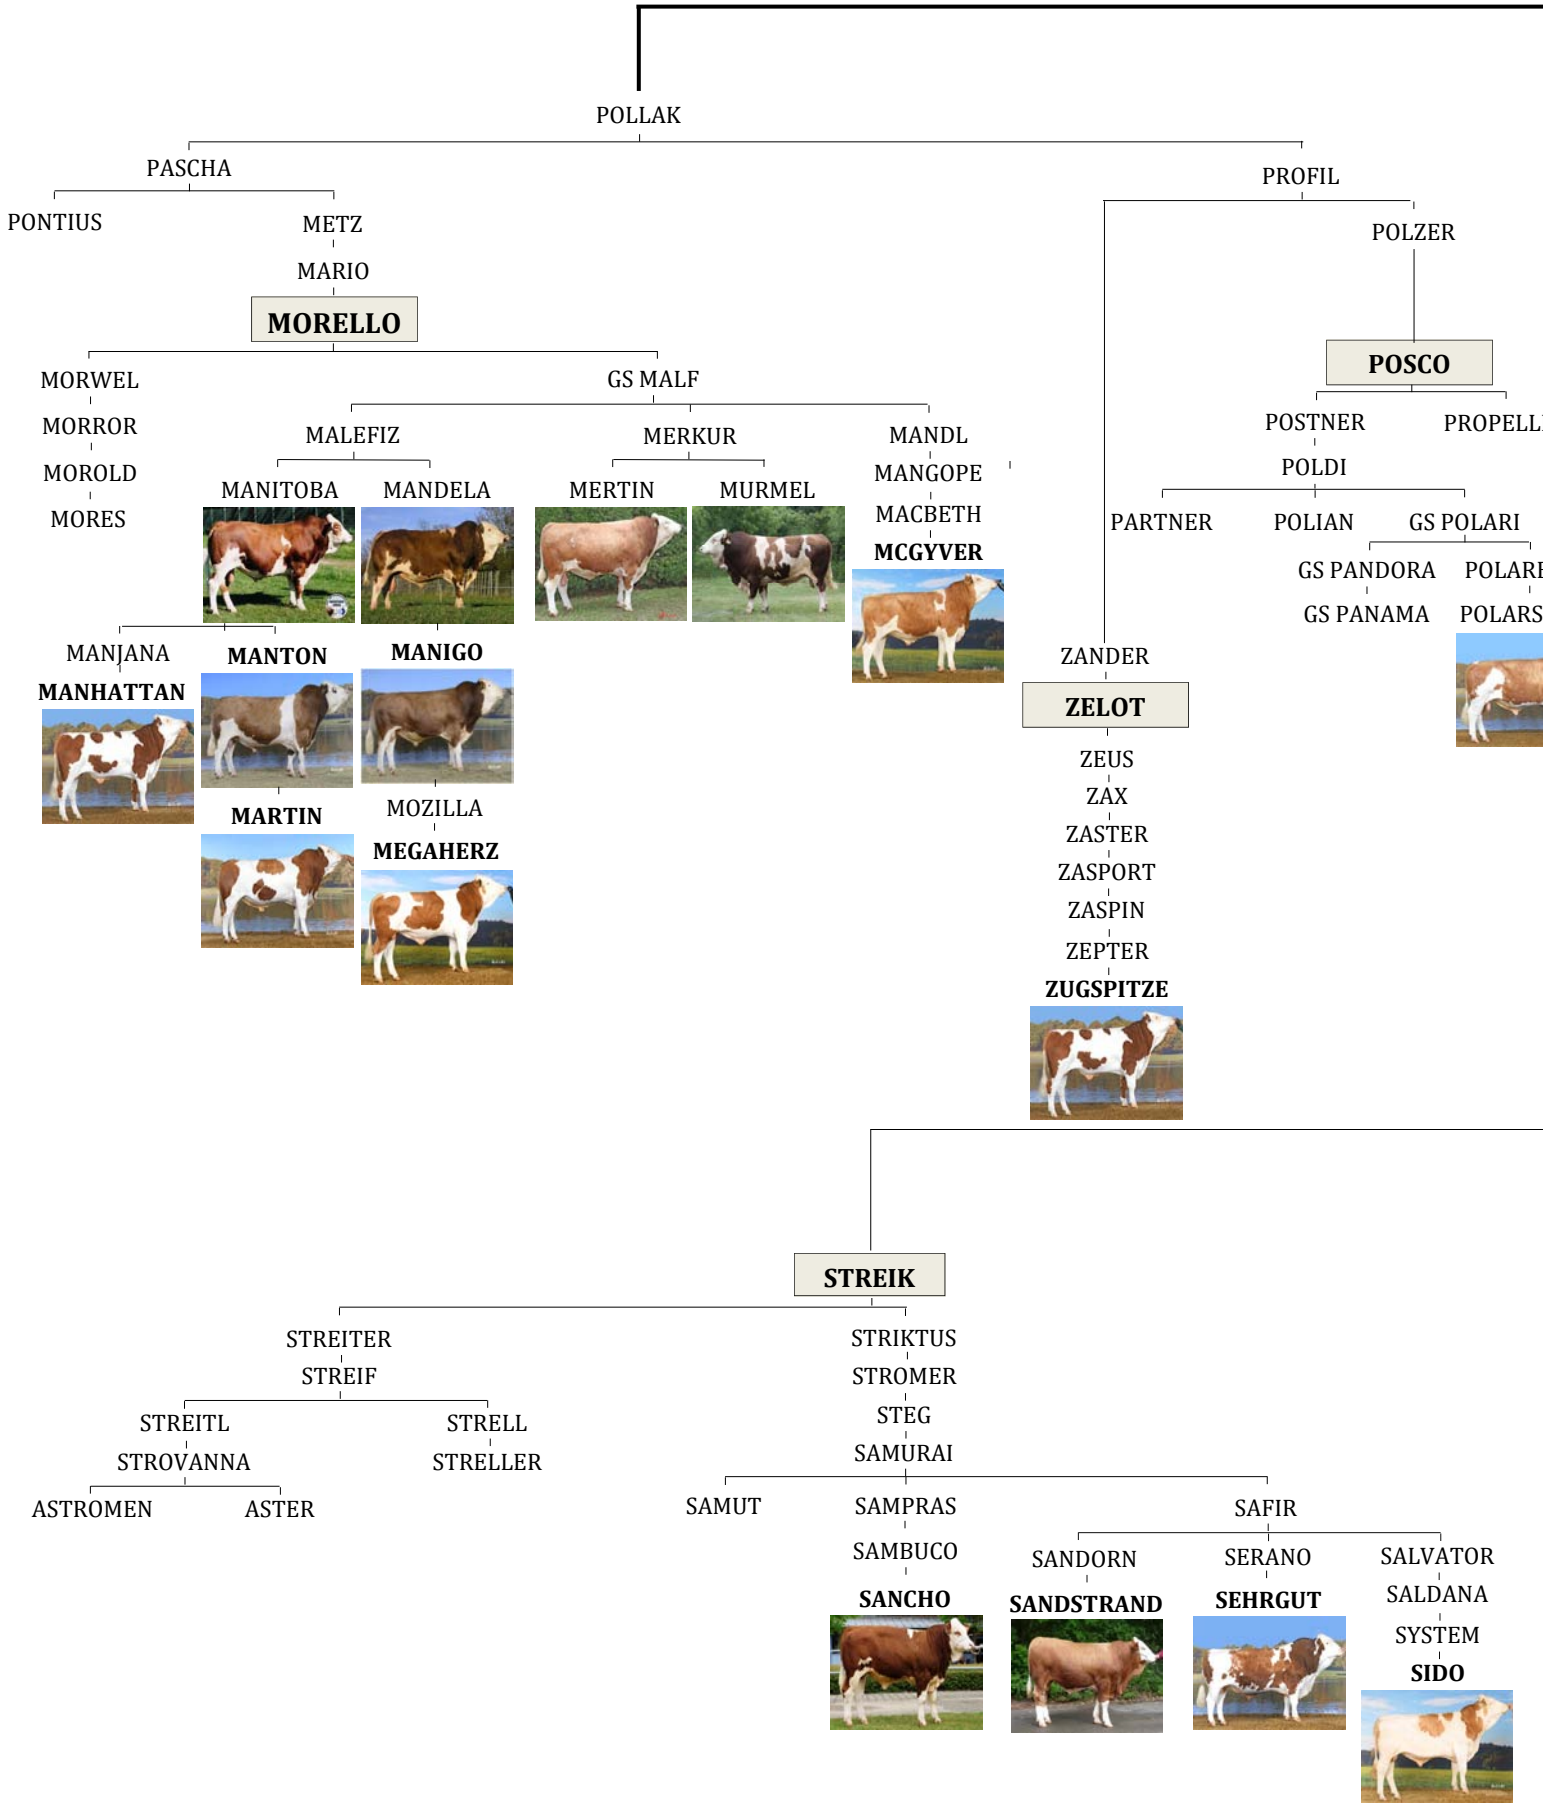 POLLAK
PASCHA
PROFIL
PONTIUS
METZ
POLZER
MARIO
MORELLO
POSCO
MORWEL
GS MALF
MORROR
MALEFIZ
MERKUR
MANDL
POSTNER
PROPELL
MOROLD
MANGOPE
POLDI
MANITOBA
MANDELA
MERTIN
MURMEL
MORES
MACBETH
PARTNER
POLIAN
GS POLARI
MCGYVER
GS PANDORA
POLARE
GS PANAMA
POLARS
MANJANA
MANTON
MANIGO
ZANDER
MANHATTAN
ZELOT
ZEUS
ZAX
MARTIN
MOZILLA
ZASTER
MEGAHERZ
ZASPORT
ZASPIN
ZEPTER
ZUGSPITZE
STREIK
STREITER
STRIKTUS
STREIF
STROMER
STREITL
STRELL
STEG
STROVANNA
STRELLER
SAMURAI
ASTROMEN
ASTER
SAMUT
SAMPRAS
SAFIR
SAMBUCO
SANDORN
SERANO
SALVATOR
SANCHO
SANDSTRAND
SEHRGUT
SALDANA
SYSTEM
SIDO